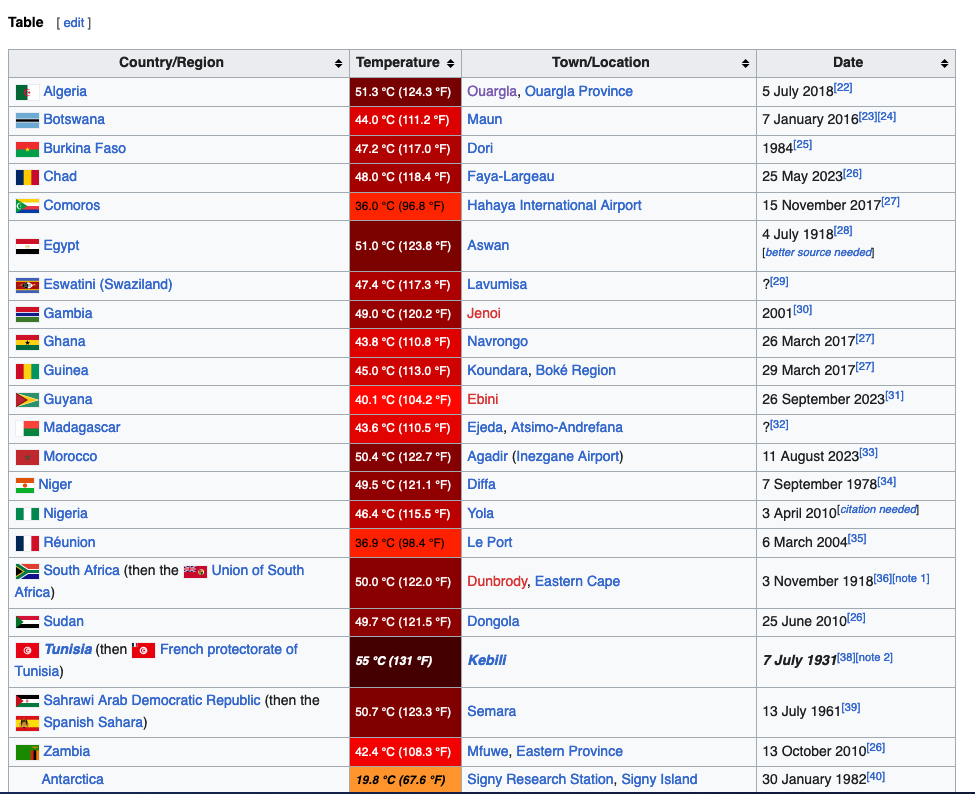 Table [ edit ]
Country/Region Temperature Town/Location Date
Algeria 51.3 °C (124.3 °F) Ouargla, Ouargla Province 5 July 2018[22]
Botswana 44.0 °C (111.2 °F) Maun 7 January 2016[23][24]
Burkina Faso 47.2 °C (117.0 °F) Dori 1984[25]
Chad 48.0 °C (118.4 °F) Faya-Largeau 25 May 2023[26]
Comoros 36.0 °C (96.8 °F) Hahaya International Airport 15 November 2017[27]
Egypt 51.0 °C (123.8 °F) Aswan 4 July 1918[28]
[better source needed]
Eswatini (Swaziland) 47.4 °C (117.3 °F) Lavumisa ?[29]
Gambia 49.0 °C (120.2 °F) Jenoi 2001[30]
Ghana 43.8 °C (110.8 °F) Navrongo 26 March 2017[27]
Guinea 45.0 °C (113.0 °F) Koundara, Boké Region 29 March 2017[27]
Guyana 40.1 °C (104.2 °F) Ebini 26 September 2023[31]
Madagascar 43.6 °C (110.5 °F) Ejeda, Atsimo-Andrefana ?[32]
Morocco 50.4 °C (122.7 °F) Agadir (Inezgane Airport) 11 August 2023[33]
Niger 49.5 °C (121.1 °F) Diffa 7 September 1978[34]
Nigeria 46.4 °C (115.5 °F) Yola 3 April 2010[citation needed]
Réunion 36.9 °C (98.4 °F) Le Port 6 March 2004[35]
South Africa (then the Union of South
Africa) 50.0 °C (122.0 °F) Dunbrody, Eastern Cape 3 November 1918[36][note 1]
Sudan 49.7 °C (121.5 °F) Dongola 25 June 2010[26]
Tunisia (then French protectorate of
Tunisia) 55 °C (131 °F) Kebili 7 July 1931[38][note 2]
Sahrawi Arab Democratic Republic (then the
Spanish Sahara) 50.7 °C (123.3 °F) Semara 13 July 1961[39]
Zambia 42.4 °C (108.3 °F) Mfuwe, Eastern Province 13 October 2010[26]
Antarctica 19.8 °C (67.6 °F) Signy Research Station, Signy Island 30 January 1982[40]